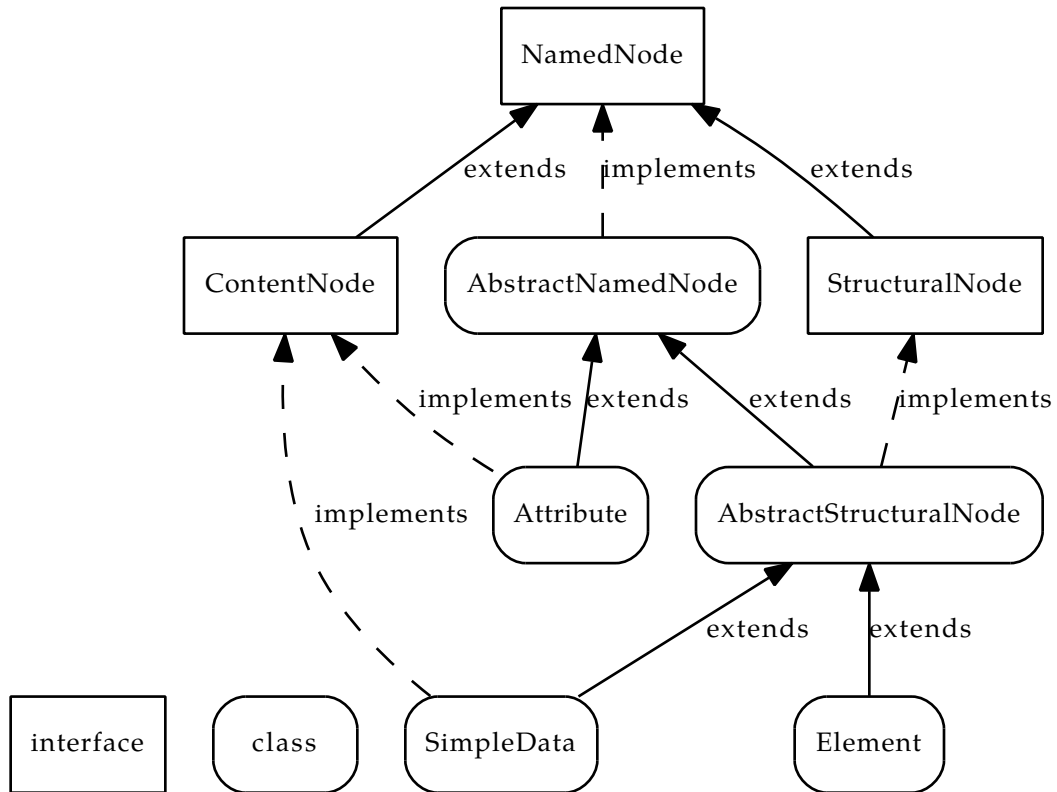 NamedNode
extends
implements
extends
ContentNode
AbstractNamedNode
StructuralNode
implements
extends
extends
implements
implements
Attribute
AbstractStructuralNode
extends
extends
interface
class
SimpleData
Element